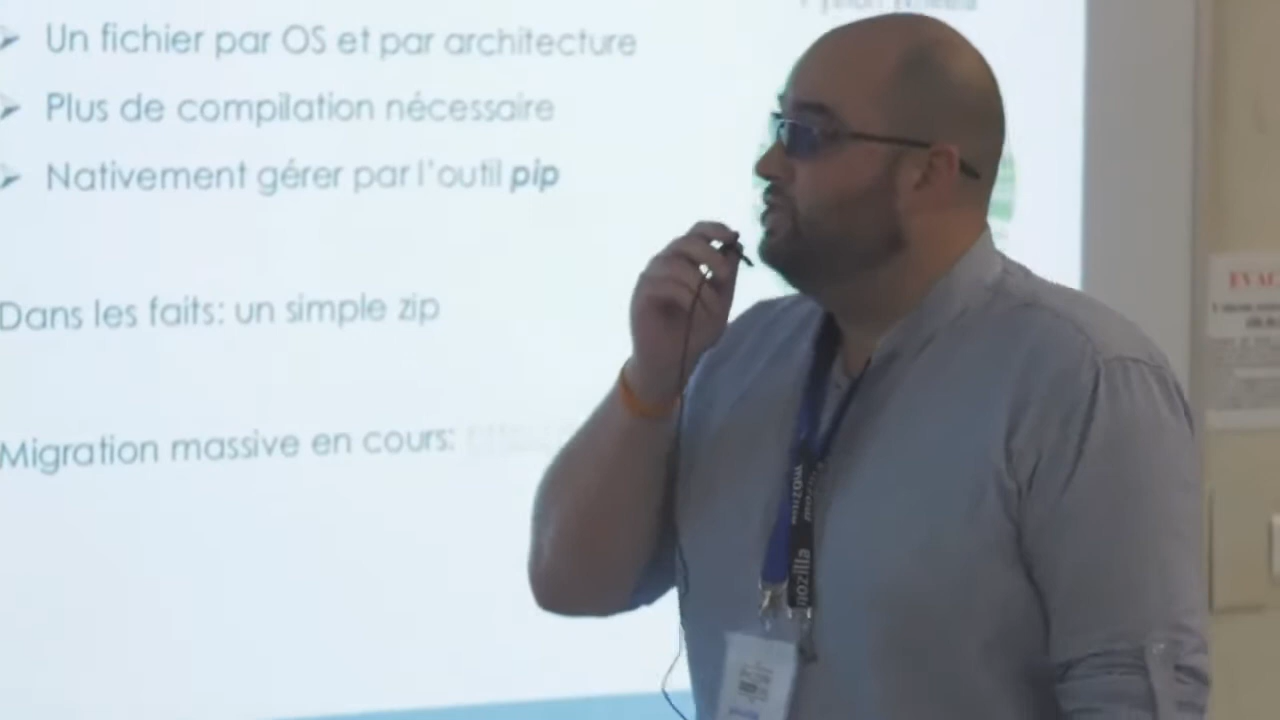 Un fichier par OS et par architecture
Plus de compilation nécessaire
Nativement gérer par l'outil pip
Dans les faits: un simple zip
Migration massive en cours:
mozilla